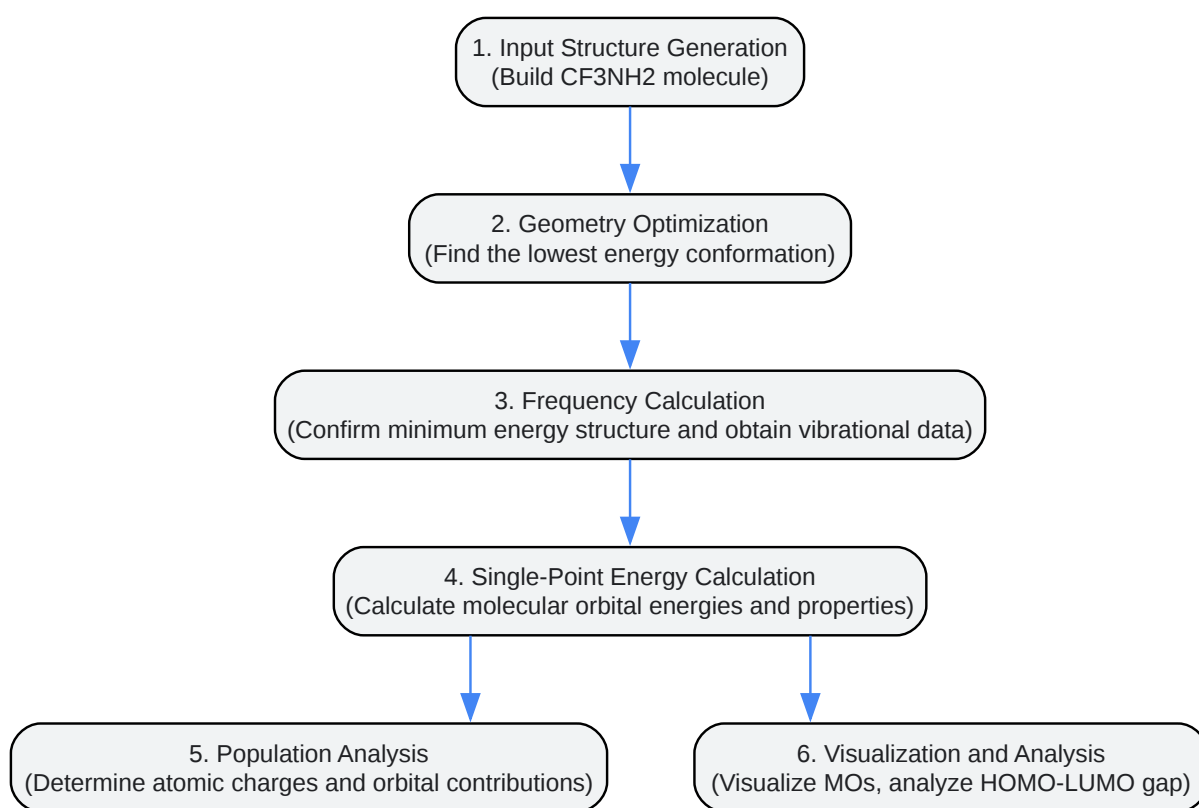 1. Input Structure Generation
(Build CF3NH2 molecule)
2. Geometry Optimization
(Find the lowest energy conformation)
3. Frequency Calculation
(Confirm minimum energy structure and obtain vibrational data)
4. Single-Point Energy Calculation
(Calculate molecular orbital energies and properties)
5. Population Analysis
(Determine atomic charges and orbital contributions)
6. Visualization and Analysis
(Visualize MOs, analyze HOMO-LUMO gap)